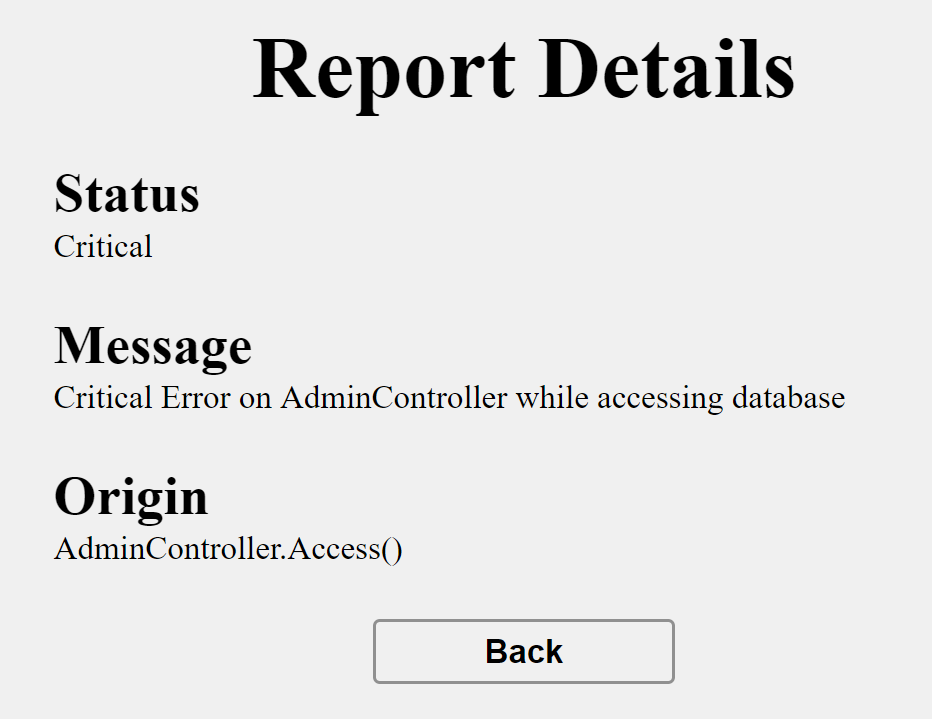 Report Details
Status
Critical
Message
Critical Error on AdminController while accessing database
Origin
AdminController.Access()
Back